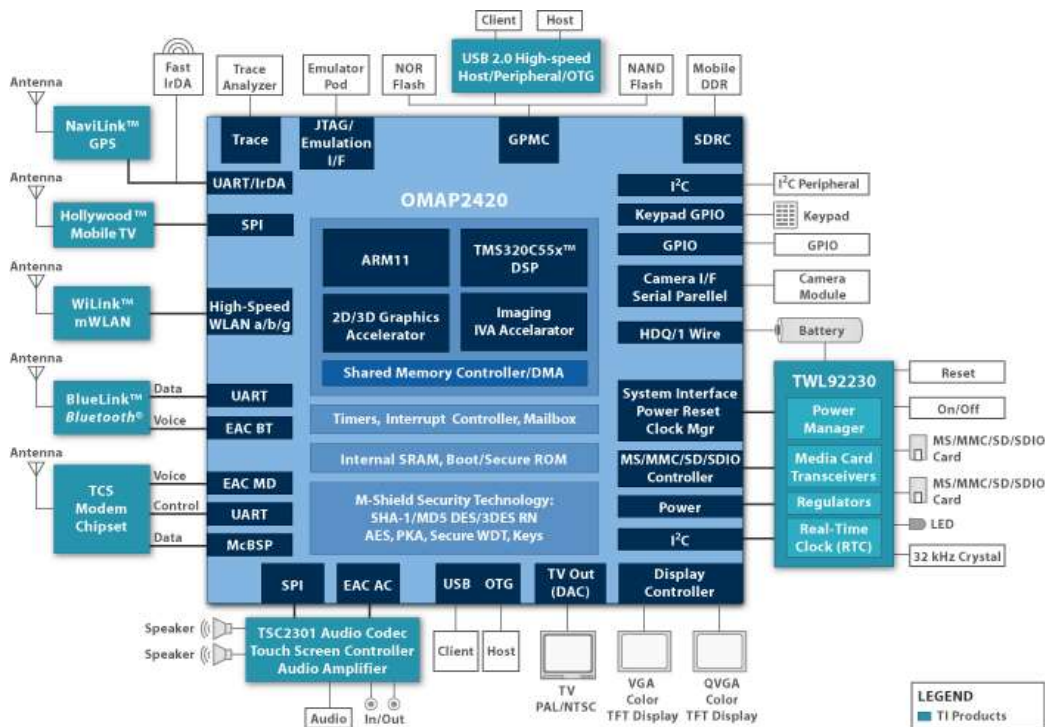 Client
Host
USB 2.0 High-speed
Host/Peripheral/OTG
Fast
IrDA
Trace
Analyzer
Emulator
Pod
NOR
Flash
NAND
Flash
Mobile
DDR
Antenna
NaviLink™
GPS
Antenna
Hollywood™
Mobile TV
Antenna
WiLink™
mWLAN
Antenna
BlueLink™
Bluetooth®
Data
Voice
Antenna
TCS
Modem
Chipset
Voice
Control
Data
Trace
JTAG/
Emulation
I/F
GPMC
SDRC
UART/IrDA
SPI
High-Speed
WLAN a/b/g
UART
EAC BT
EAC MD
UART
McBSP
OMAP2420
ARM11
TMS320C55x™
DSP
2D/3D Graphics
Accelerator
Imaging
IVA Accelarator
Shared Memory Controller/DMA
Timers, Interrupt Controller, Mailbox
Internal SRAM, Boot/Secure ROM
M-Shield Security Technology:
SHA-1/MD5 DES/3DES RN
AES, PKA, Secure WDT, Keys
I²C
Keypad GPIO
GPIO
Camera I/F
Serial Parellel
HDQ/1 Wire
System Interface
Power Reset
Clock Mgr
MS/MMC/SD/SDIO
Controller
Power
I²C
I²C Peripheral
Keypad
GPIO
Camera
Module
Battery
TWL92230
Power
Manager
Media Card
Transceivers
Regulators
Real-Time
Clock (RTC)
Reset
On/Off
MS/MMC/SD/SDIO
Card
MS/MMC/SD/SDIO
Card
LED
32 kHz Crystal
SPI
EAC AC
USB OTG
TV Out
(DAC)
Display
Controller
Speaker
Speaker
TSC2301 Audio Codec
Touch Screen Controller
Audio Amplifier
Audio
In/Out
Client
Host
TV
PAL/NTSC
VGA
Color
TFT Display
QVGA
Color
TFT Display
LEGEND
TI Products